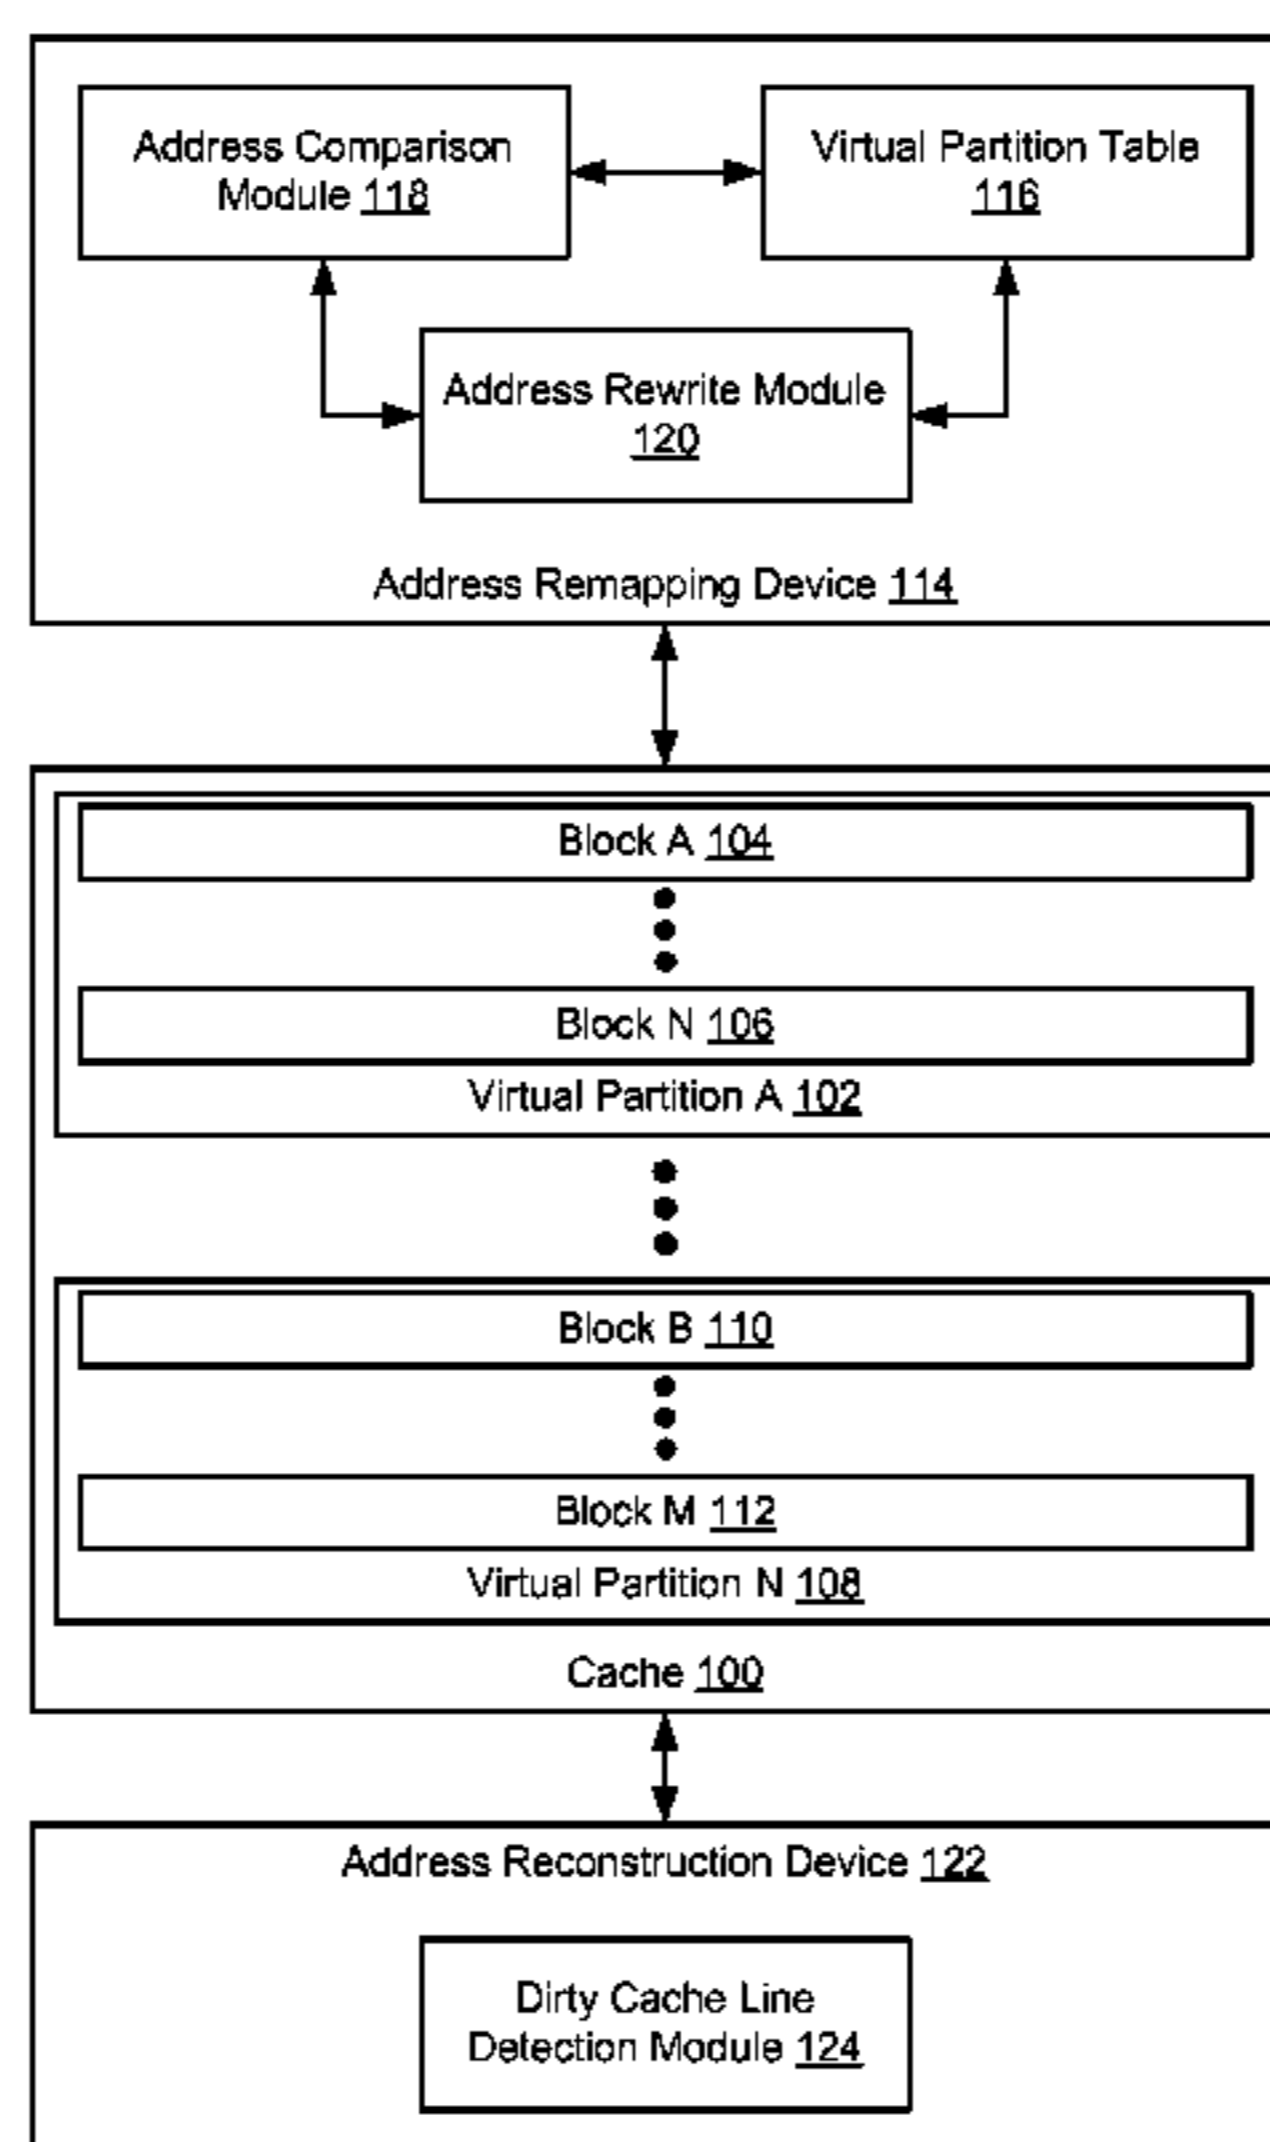 Address Comparison
Module 118
Virtual Partition Table
116
Address Rewrite Module
120
Address Remapping Device 114
Block A 104
Block N 106
Virtual Partition A 102
Block B 110
Block M 112
Virtual Partition N 108
Cache 100
Address Reconstruction Device 122
Dirty Cache Line
Detection Module 124